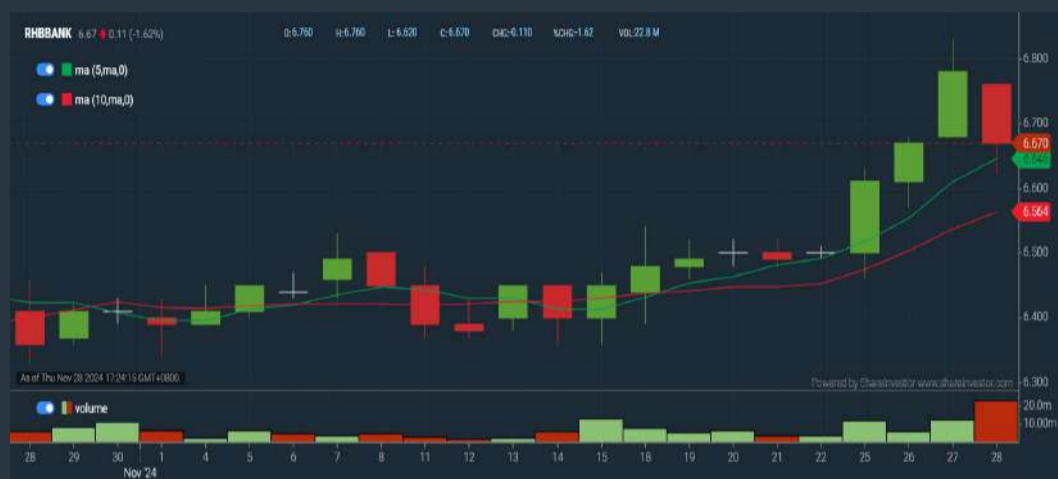 RHBBANK 6.67 0.11 (-1.62%) O:6.760 H:6.760 L:6.620 C:6.670 CHG:-0.110 %CHG:-1.62 VOL:22.8 M
ma (5,ma,0)
ma (10,ma,0)
6.800
6.700
6.670
6.646
6.600
6.564
6.500
6.400
6.300
As of Thu Nov 28 2024 17:24:15 GMT+0800.
Powered by ShareInvestor www.shareinvestor.com
volume
20.0m
10.00m
28 29 30 1 4 5 6 7 8 11 12 13 14 15 18 19 20 21 22 25 26 27 28
Nov '24